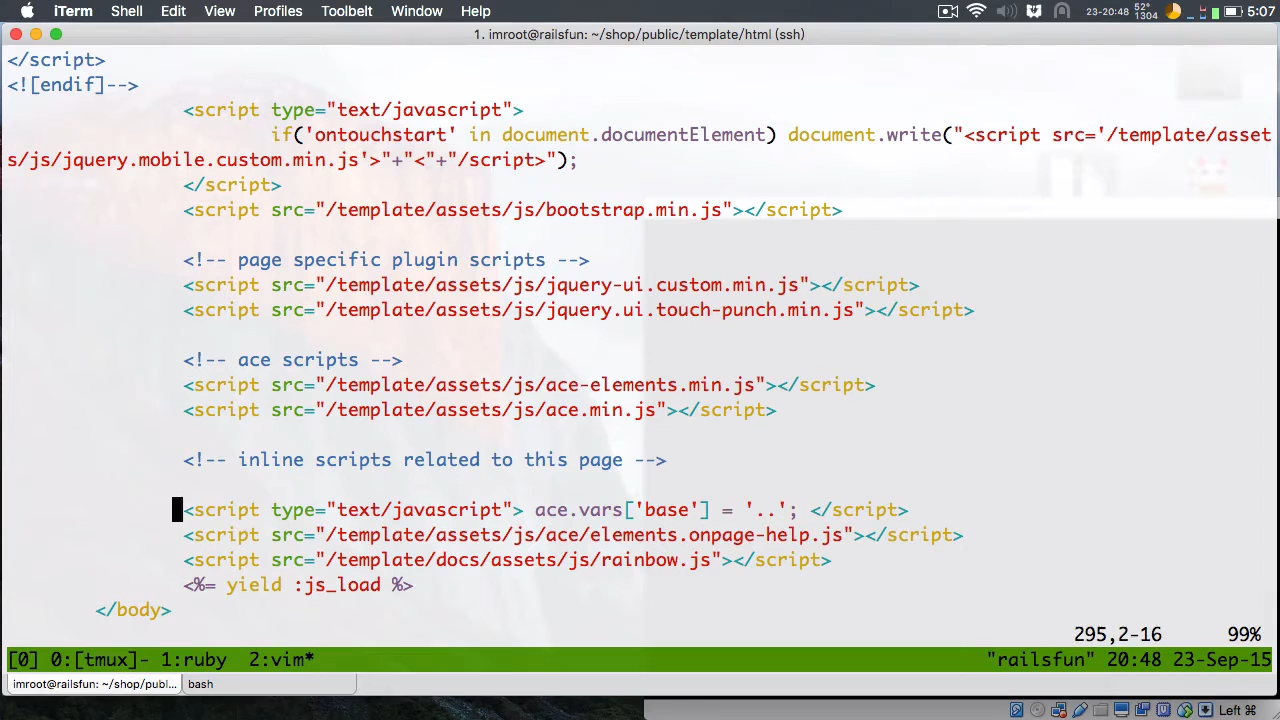 iTerm Shell Edit View Profiles Toolbelt Window Help 23-20:48 52° 1304 5:07
1. imroot@railsfun: ~/shop/public/template/html (ssh)
</script>
<![endif]-->
<script type="text/javascript">
if('ontouchstart' in document.documentElement) document.write("<script src='/template/asset
s/js/jquery.mobile.custom.min.js'>"+"<"+"/script>");
</script>
<script src="/template/assets/js/bootstrap.min.js"></script>
<!-- page specific plugin scripts -->
<script src="/template/assets/js/jquery-ui.custom.min.js"></script>
<script src="/template/assets/js/jquery.ui.touch-punch.min.js"></script>
<!-- ace scripts -->
<script src="/template/assets/js/ace-elements.min.js"></script>
<script src="/template/assets/js/ace.min.js"></script>
<!-- inline scripts related to this page -->
<script type="text/javascript"> ace.vars['base'] = '..'; </script>
<script src="/template/assets/js/ace/elements.onpage-help.js"></script>
<script src="/template/docs/assets/js/rainbow.js"></script>
<%= yield :js_load %>
</body>
295,2-16 99%
[0] 0:[tmux]- 1:ruby 2:vim* "railsfun" 20:48 23-Sep-15
imroot@railsfun: ~/shop/publ... bash
Left ⌘